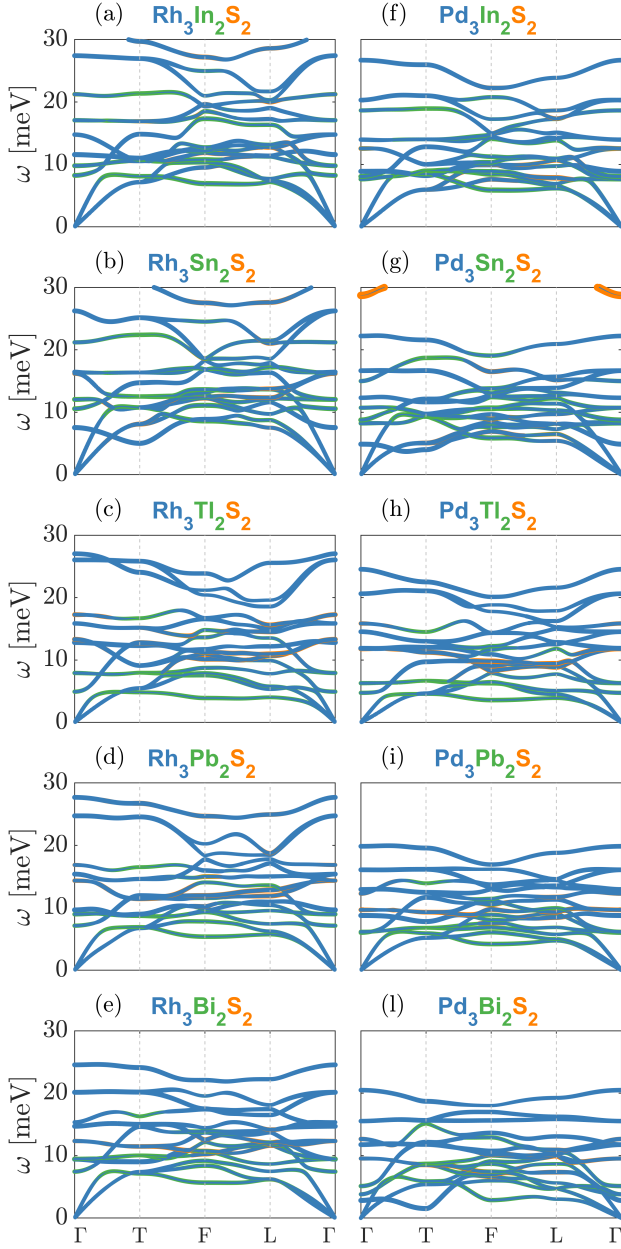 (a) Rh3In2S2
(f) Pd3In2S2
30
20
10
0
ω [meV]
(b) Rh3Sn2S2
(g) Pd3Sn2S2
30
20
10
0
ω [meV]
(c) Rh3Tl2S2
(h) Pd3Tl2S2
30
20
10
0
ω [meV]
(d) Rh3Pb2S2
(i) Pd3Pb2S2
30
20
10
0
ω [meV]
(e) Rh3Bi2S2
(l) Pd3Bi2S2
30
20
10
0
ω [meV]
Γ T F L Γ
Γ T F L Γ